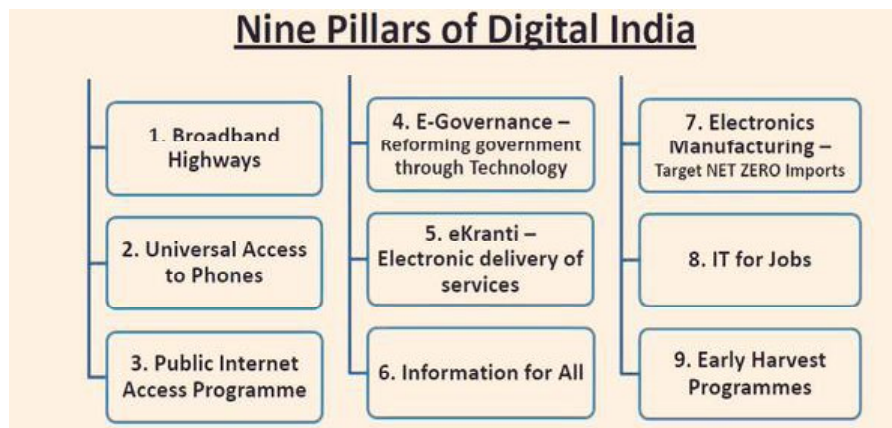 Nine Pillars of Digital India
1. Broadband
Highways
2. Universal Access
to Phones
3. Public Internet
Access Programme
4. E-Governance –
Reforming government
through Technology
5. eKranti –
Electronic delivery of
services
6. Information for All
7. Electronics
Manufacturing –
Target NET ZERO Imports
8. IT for Jobs
9. Early Harvest
Programmes